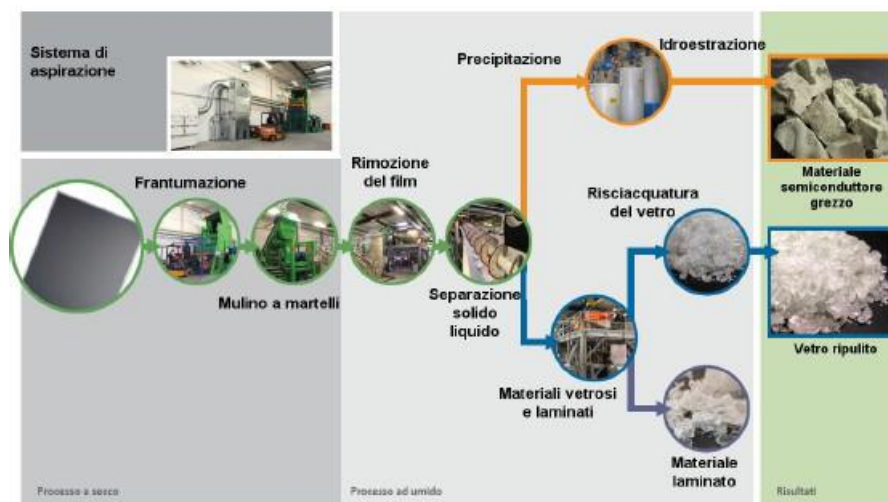 Sistema di
aspirazione
Precipitazione
Idroestrazione
Materiale
semiconduttore
grezzo
Frantumazione
Rimozione
del film
Risciacquatura
del vetro
Mulino a martelli
Separazione
solido
liquido
Vetro ripulito
Materiali vetrosi
e laminati
Materiale
laminato
Processo a secco
Processo ad umido
Risultati